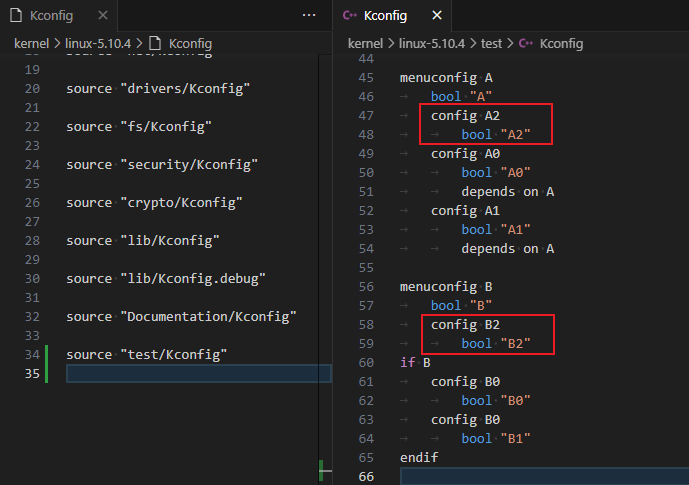 Kconfig
kernel > linux-5.10.4 > Kconfig
19
20 source "drivers/Kconfig"
21
22 source "fs/Kconfig"
23
24 source "security/Kconfig"
25
26 source "crypto/Kconfig"
27
28 source "lib/Kconfig"
29
30 source "lib/Kconfig.debug"
31
32 source "Documentation/Kconfig"
33
34 source "test/Kconfig"
35
Kconfig
kernel > linux-5.10.4 > test > Kconfig
44
45 menuconfig A
46 bool "A"
47 config A2
48 bool "A2"
49 config A0
50 bool "A0"
51 depends on A
52 config A1
53 bool "A1"
54 depends on A
55
56 menuconfig B
57 bool "B"
58 config B2
59 bool "B2"
60 if B
61 config B0
62 bool "B0"
63 config B0
64 bool "B1"
65 endif
66